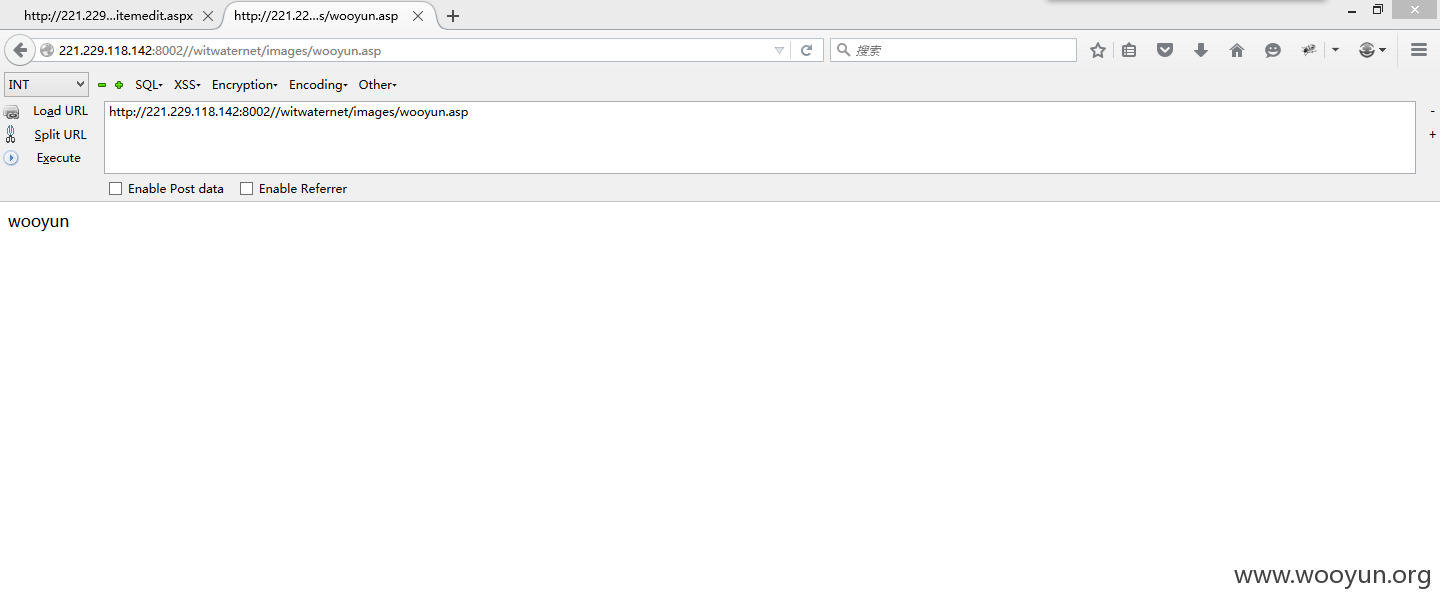 http://221.229...itemedit.aspx
http://221.22...s/wooyun.asp
221.229.118.142:8002//witwaternet/images/wooyun.asp
搜索
INT
SQL
XSS
Encryption
Encoding
Other
Load URL
http://221.229.118.142:8002//witwaternet/images/wooyun.asp
Split URL
Execute
Enable Post data
Enable Referrer
wooyun
www.wooyun.org